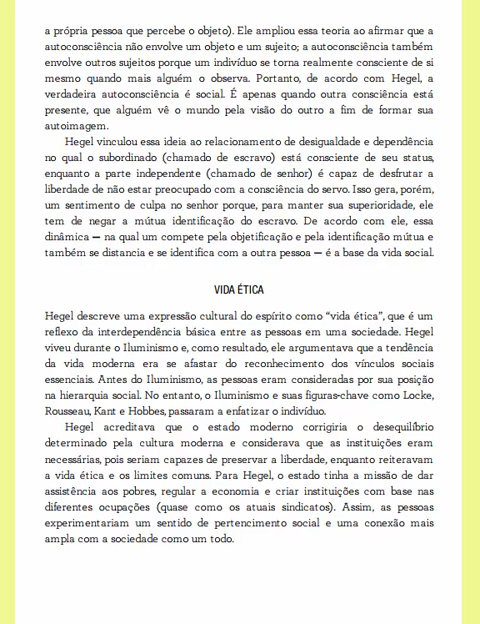 a própria pessoa que percebe o objeto). Ele ampliou essa teoria ao afirmar que a
autoconsciência não envolve um objeto e um sujeito; a autoconsciência também
envolve outros sujeitos porque um indivíduo se torna realmente consciente de si
mesmo quando mais alguém o observa. Portanto, de acordo com Hegel, a
verdadeira autoconsciência é social. É apenas quando outra consciência está
presente, que alguém vê o mundo pela visão do outro a fim de formar sua
autoimagem.
Hegel vinculou essa ideia ao relacionamento de desigualdade e dependência
no qual o subordinado (chamado de escravo) está consciente de seu status,
enquanto a parte independente (chamado de senhor) é capaz de desfrutar a
liberdade de não estar preocupado com a consciência do servo. Isso gera, porém,
um sentimento de culpa no senhor porque, para manter sua superioridade, ele
tem de negar a mútua identificação do escravo. De acordo com ele, essa
dinâmica — na qual um compete pela objetificação e pela identificação mútua e
também se distancia e se identifica com a outra pessoa — é a base da vida social.
VIDA ÉTICA
Hegel descreve uma expressão cultural do espírito como “vida ética”, que é um
reflexo da interdependência básica entre as pessoas em uma sociedade. Hegel
viveu durante o Iluminismo e, como resultado, ele argumentava que a tendência
da vida moderna era se afastar do reconhecimento dos vínculos sociais
essenciais. Antes do Iluminismo, as pessoas eram consideradas por sua posição
na hierarquia social. No entanto, o Iluminismo e suas figuras-chave como Locke,
Rousseau, Kant e Hobbes, passaram a enfatizar o indivíduo.
Hegel acreditava que o estado moderno corrigiria o desequilíbrio
determinado pela cultura moderna e considerava que as instituições eram
necessárias, pois seriam capazes de preservar a liberdade, enquanto reiteravam
a vida ética e os limites comuns. Para Hegel, o estado tinha a missão de dar
assistência aos pobres, regular a economia e criar instituições com base nas
diferentes ocupações (quase como os atuais sindicatos). Assim, as pessoas
experimentariam um sentido de pertencimento social e uma conexão mais
ampla com a sociedade como um todo.